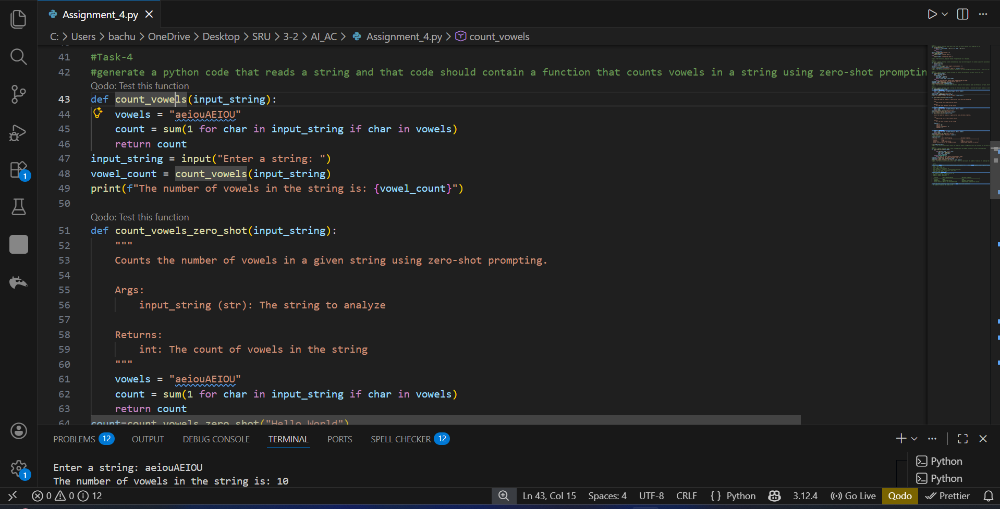 Assignment_4.py
C: > Users > bachu > OneDrive > Desktop > SRU > 3-2 > AI_AC > Assignment_4.py > count_vowels
41 #Task-4
42 #generate a python code that reads a string and that code should contain a function that counts vowels in a string using zero-shot promptin
Qodo: Test this function
43 def count_vowels(input_string):
44     vowels = "aeiouAEIOU"
45     count = sum(1 for char in input_string if char in vowels)
46     return count
47 input_string = input("Enter a string: ")
48 vowel_count = count_vowels(input_string)
49 print(f"The number of vowels in the string is: {vowel_count}")
50
Qodo: Test this function
51 def count_vowels_zero_shot(input_string):
52     """
53     Counts the number of vowels in a given string using zero-shot prompting.
54
55     Args:
56         input_string (str): The string to analyze
57
58     Returns:
59         int: The count of vowels in the string
60     """
61     vowels = "aeiouAEIOU"
62     count = sum(1 for char in input_string if char in vowels)
63     return count
64 count=count_vowels_zero_shot("Hello World")
PROBLEMS 12 OUTPUT DEBUG CONSOLE TERMINAL PORTS SPELL CHECKER 12
Enter a string: aeiouAEIOU
The number of vowels in the string is: 10
Python
Python
1
1
0 0 12 Ln 43, Col 15 Spaces: 4 UTF-8 CRLF { } Python 3.12.4 Go Live Qodo Prettier